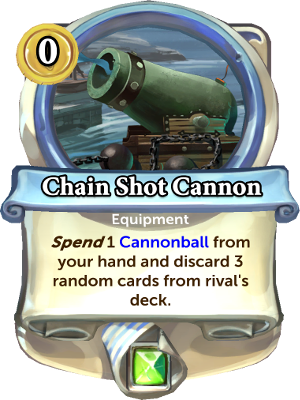 0
Chain Shot Cannon
Equipment
Spend 1 Cannonball from
your hand and discard 3
random cards from rival's
deck.